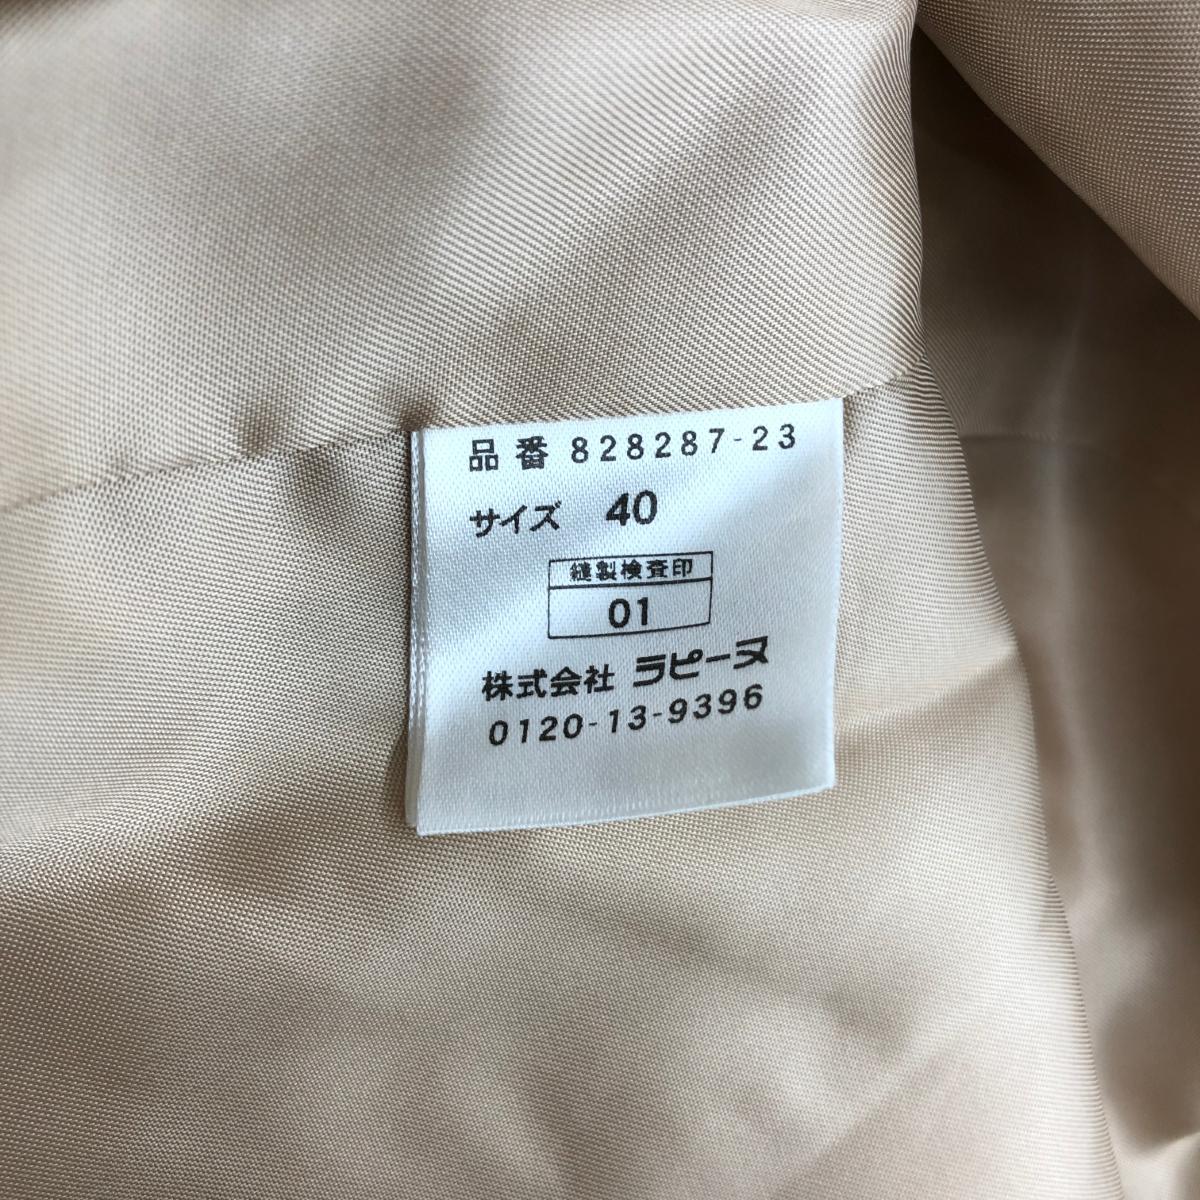 品番 828287-23
サイズ 40
縫製検査印
01
株式会社 ラピーヌ
0120-13-9396